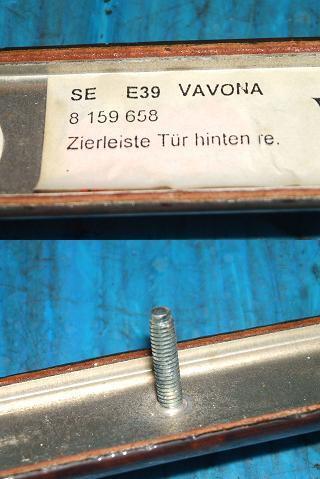 SE E39 VAVONA
8 159 658
Zierleiste Tür hinten re.